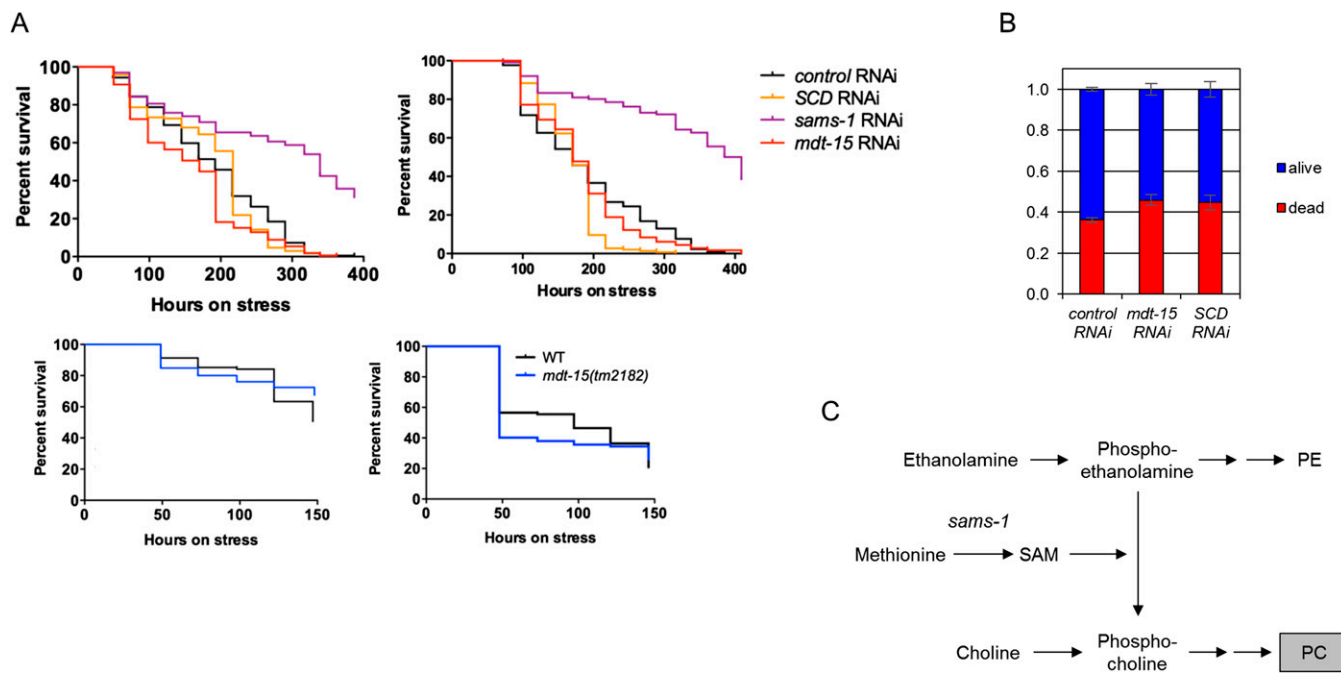 A
Percent survival
100
80
60
40
20
0
0 100 200 300 400
Hours on stress
Percent survival
100
80
60
40
20
0
0 100 200 300 400
Hours on stress
control RNAi
SCD RNAi
sams-1 RNAi
mdt-15 RNAi
Percent survival
100
80
60
40
20
0
0 50 100 150
Hours on stress
Percent survival
100
80
60
40
20
0
0 50 100 150
Hours on stress
WT
mdt-15(tm2182)
B
1.0
0.8
0.6
0.4
0.2
0.0
control mdt-15 SCD
RNAi RNAi RNAi
alive
dead
C
Ethanolamine
Phospho-
ethanolamine
PE
sams-1
Methionine
SAM
Choline
Phospho-
choline
PC